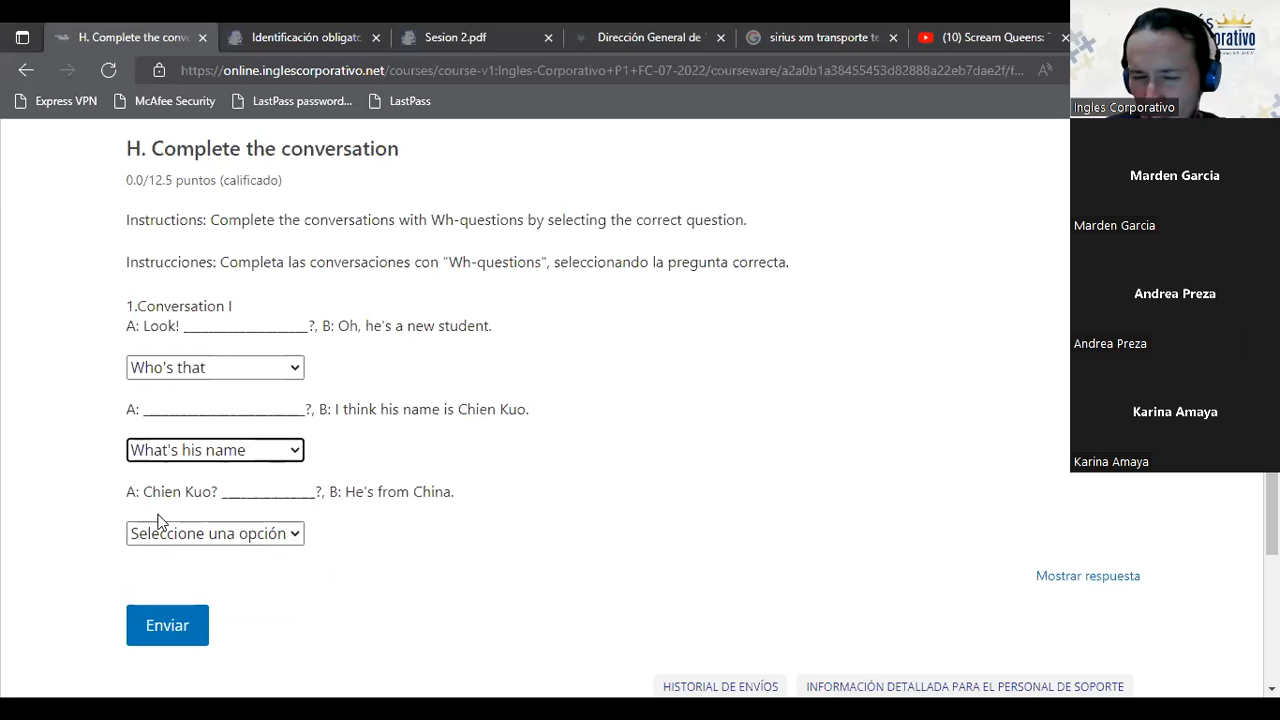 H. Complete the conve
Identificación obligato
Sesion 2.pdf
Dirección General de
sirius xm transporte te
(10) Scream Queens:
https://online.inglescorporativo.net/courses/course-v1:Ingles-Corporativo+P1+FC-07-2022/courseware/a2a0b1a38455453d82888a22eb7dae2f/f...
Express VPN
McAfee Security
LastPass password...
LastPass
H. Complete the conversation
0.0/12.5 puntos (calificado)
Instructions: Complete the conversations with Wh-questions by selecting the correct question.
Instrucciones: Completa las conversaciones con "Wh-questions", seleccionando la pregunta correcta.
1.Conversation I
A: Look! ___________________?, B: Oh, he's a new student.
Who's that
A: _________________________?, B: I think his name is Chien Kuo.
What's his name
A: Chien Kuo? ______________?, B: He's from China.
Seleccione una opción
Mostrar respuesta
Enviar
HISTORIAL DE ENVÍOS
INFORMACIÓN DETALLADA PARA EL PERSONAL DE SOPORTE
Ingles Corporativo
Marden Garcia
Marden Garcia
Andrea Preza
Andrea Preza
Karina Amaya
Karina Amaya